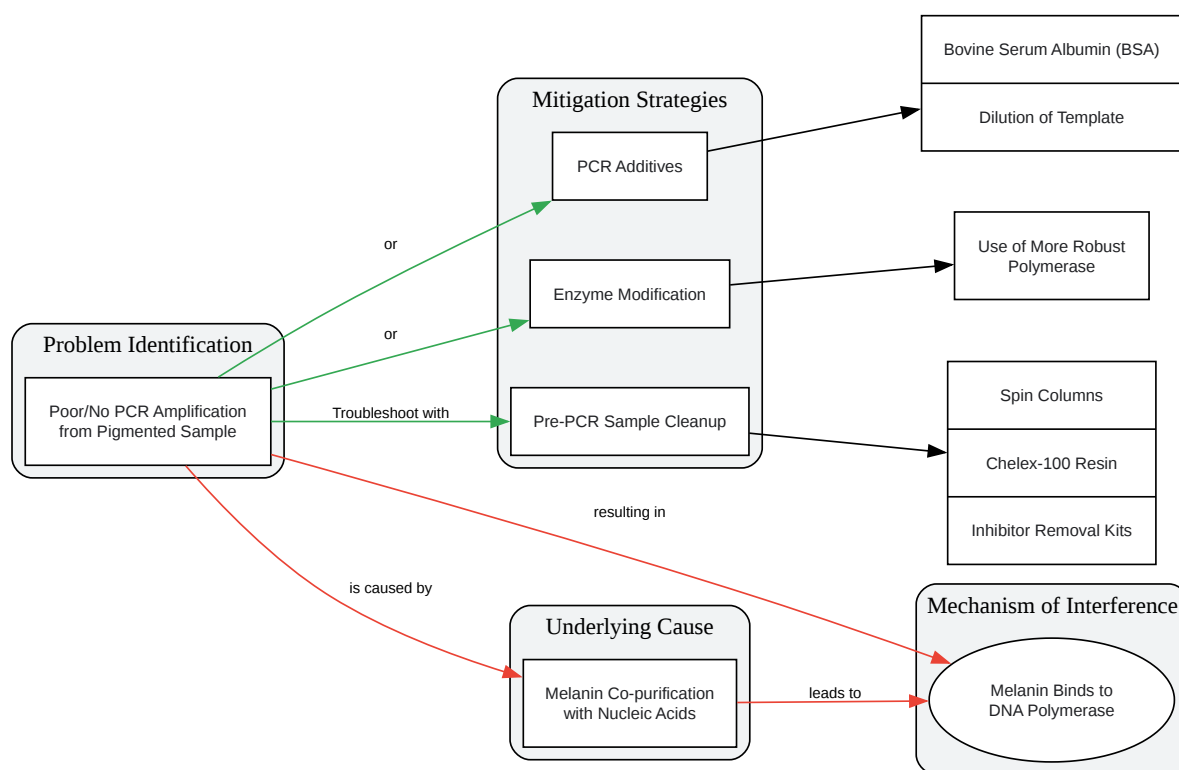 Bovine Serum Albumin (BSA)
Dilution of Template
Mitigation Strategies
PCR Additives
or
Use of More Robust
Polymerase
Enzyme Modification
or
Problem Identification
Poor/No PCR Amplification
from Pigmented Sample
Troubleshoot with
Pre-PCR Sample Cleanup
Spin Columns
Chelex-100 Resin
Inhibitor Removal Kits
resulting in
is caused by
Underlying Cause
Melanin Co-purification
with Nucleic Acids
leads to
Mechanism of Interference
Melanin Binds to
DNA Polymerase